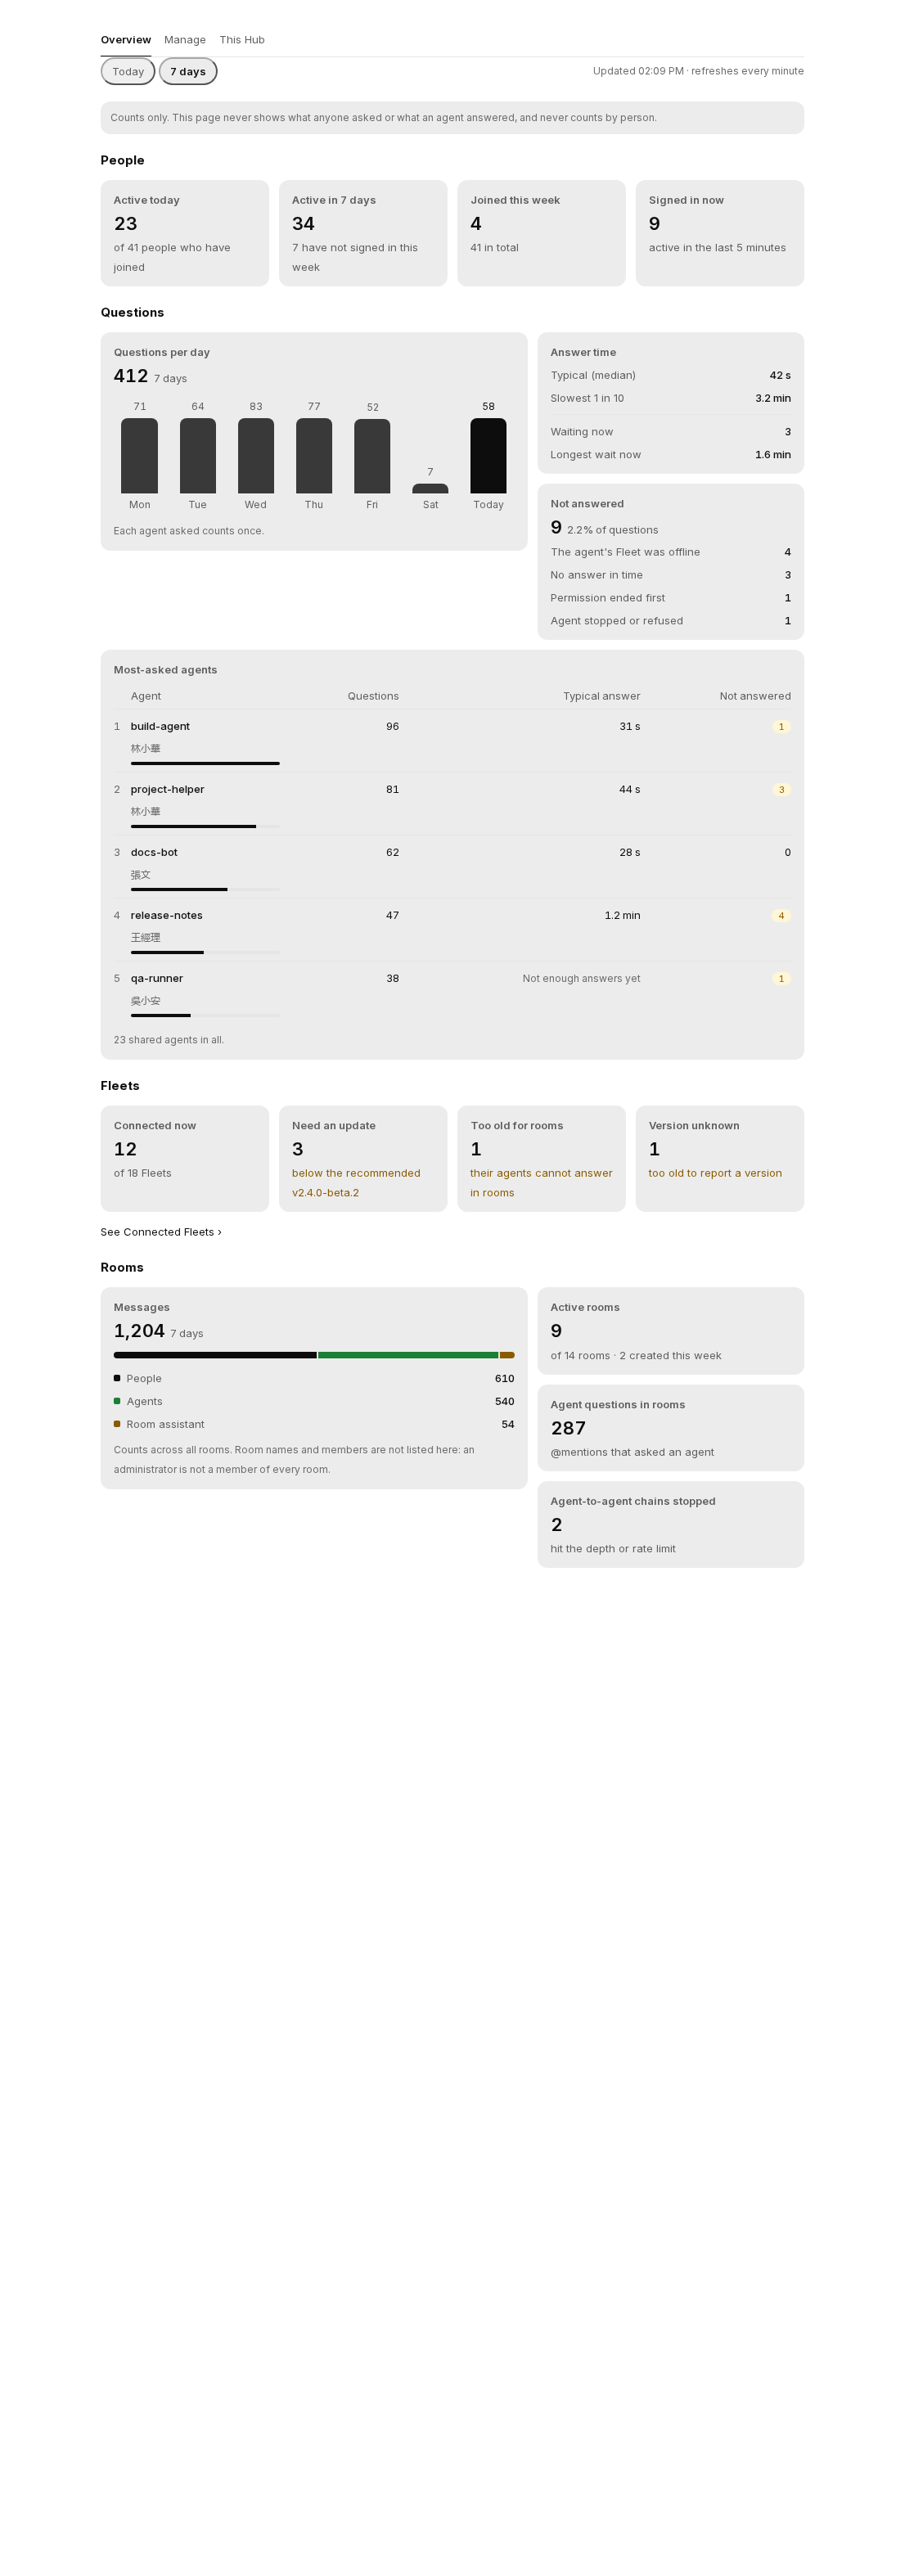 Overview Manage This Hub
Today 7 days Updated 02:09 PM · refreshes every minute
Counts only. This page never shows what anyone asked or what an agent answered, and never counts by person.
People
Active today
23
of 41 people who have
joined
Active in 7 days
34
7 have not signed in this
week
Joined this week
4
41 in total
Signed in now
9
active in the last 5 minutes
Questions
Questions per day
412 7 days
71 64 83 77 52 7 58
Mon Tue Wed Thu Fri Sat Today
Each agent asked counts once.
Answer time
Typical (median) 42 s
Slowest 1 in 10 3.2 min
Waiting now 3
Longest wait now 1.6 min
Not answered
9 2.2% of questions
The agent's Fleet was offline 4
No answer in time 3
Permission ended first 1
Agent stopped or refused 1
Most-asked agents
Agent Questions Typical answer Not answered
1 build-agent 96 31 s 1
林小華
2 project-helper 81 44 s 3
林小華
3 docs-bot 62 28 s 0
張文
4 release-notes 47 1.2 min 4
王經理
5 qa-runner 38 Not enough answers yet 1
吳小安
23 shared agents in all.
Fleets
Connected now
12
of 18 Fleets
Need an update
3
below the recommended
v2.4.0-beta.2
Too old for rooms
1
their agents cannot answer
in rooms
Version unknown
1
too old to report a version
See Connected Fleets ›
Rooms
Messages
1,204 7 days
People 610
Agents 540
Room assistant 54
Counts across all rooms. Room names and members are not listed here: an
administrator is not a member of every room.
Active rooms
9
of 14 rooms · 2 created this week
Agent questions in rooms
287
@mentions that asked an agent
Agent-to-agent chains stopped
2
hit the depth or rate limit